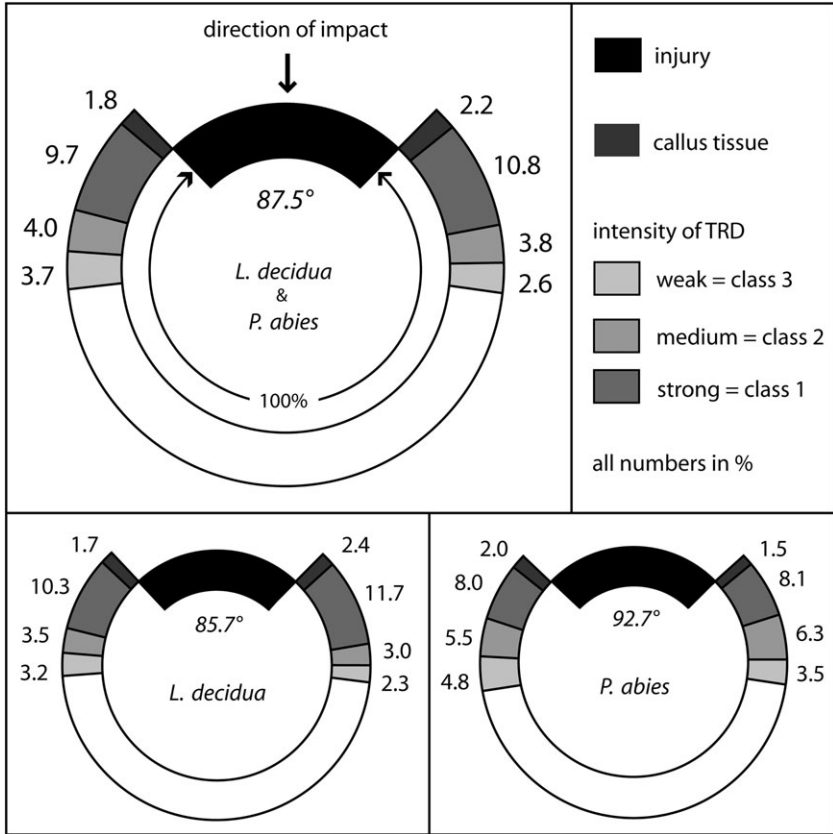 direction of impact
1.8
2.2
9.7
10.8
87.5°
4.0
3.8
3.7
2.6
L. decidua
&
P. abies
100%
injury
callus tissue
intensity of TRD
weak = class 3
medium = class 2
strong = class 1
all numbers in %
1.7
2.4
10.3
11.7
85.7°
3.5
3.0
3.2
2.3
L. decidua
2.0
1.5
8.0
8.1
92.7°
5.5
6.3
4.8
3.5
P. abies